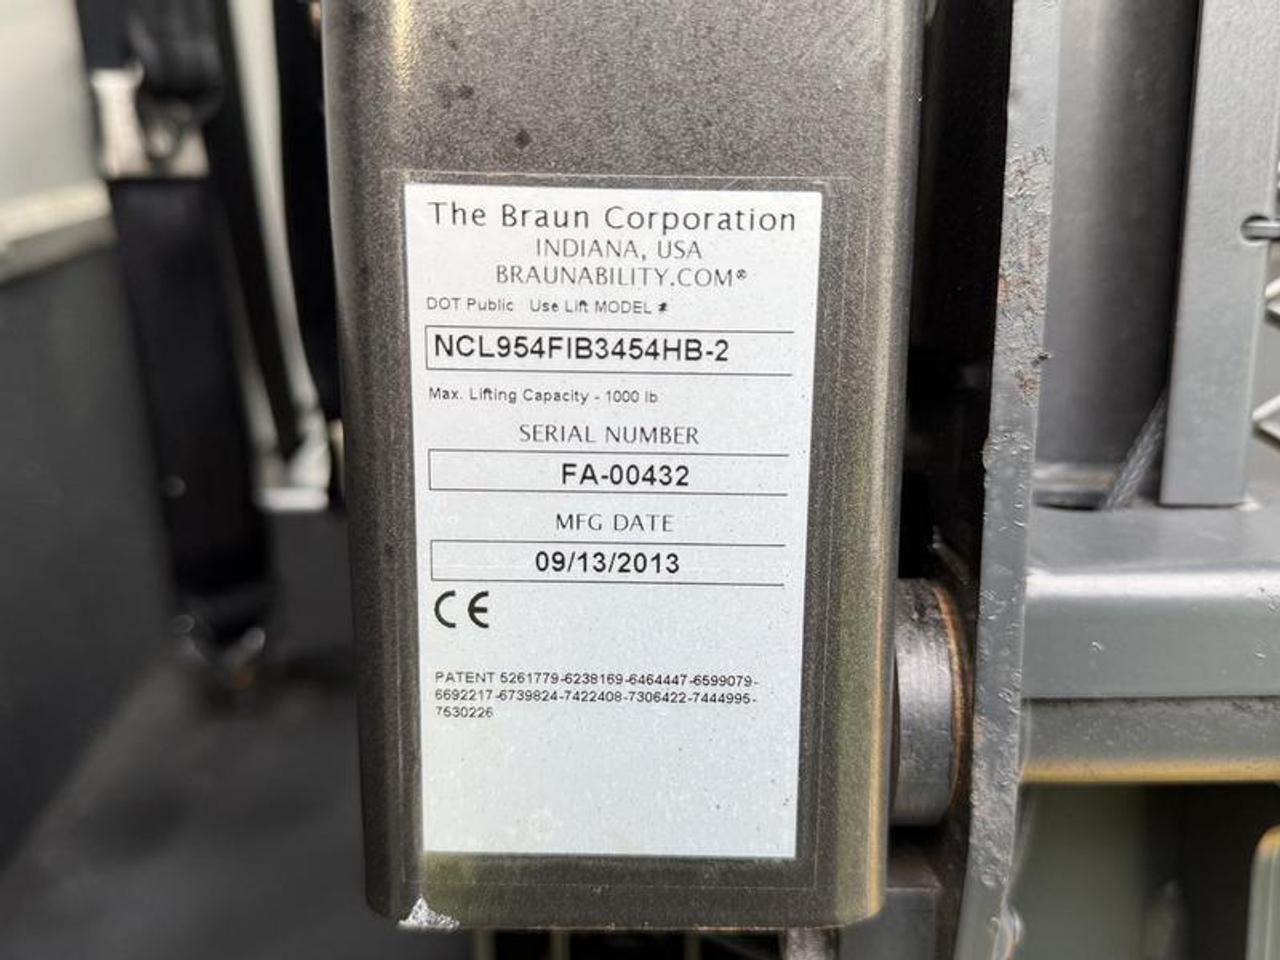 The Braun Corporation
INDIANA, USA
BRAUNABILITY.COM®
DOT Public Use Lift MODEL #
NCL954FIB3454HB-2
Max. Lifting Capacity - 1000 lb
SERIAL NUMBER
FA-00432
MFG DATE
09/13/2013
CE
PATENT 5261779-6238169-6464447-6599079-
6692217-6739824-7422408-7306422-7444995-
7530226